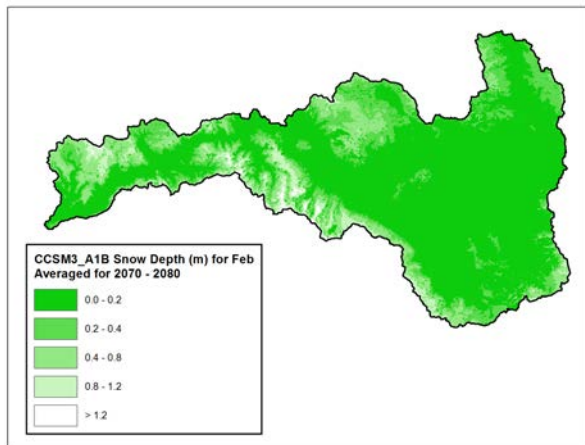 CCSM3_A1B Snow Depth (m) for Feb
Averaged for 2070 - 2080
0.0 - 0.2
0.2 - 0.4
0.4 - 0.8
0.8 - 1.2
> 1.2